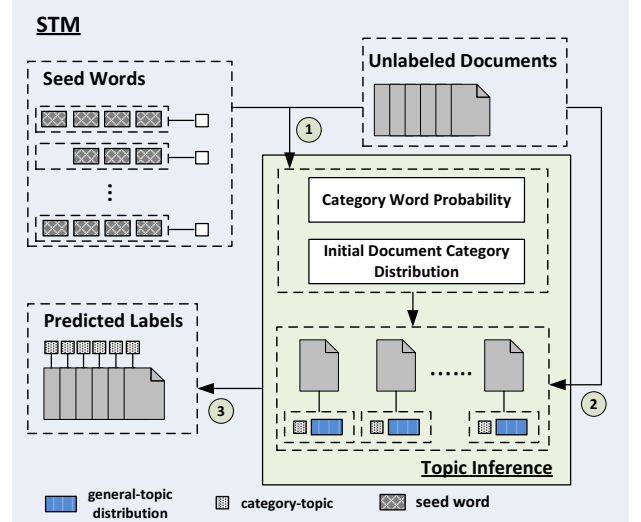 STM
Seed Words
Unlabeled Documents
1
Category Word Probability
Initial Document Category
Distribution
Predicted Labels
......
2
3
Topic Inference
general-topic
distribution
category-topic
seed word